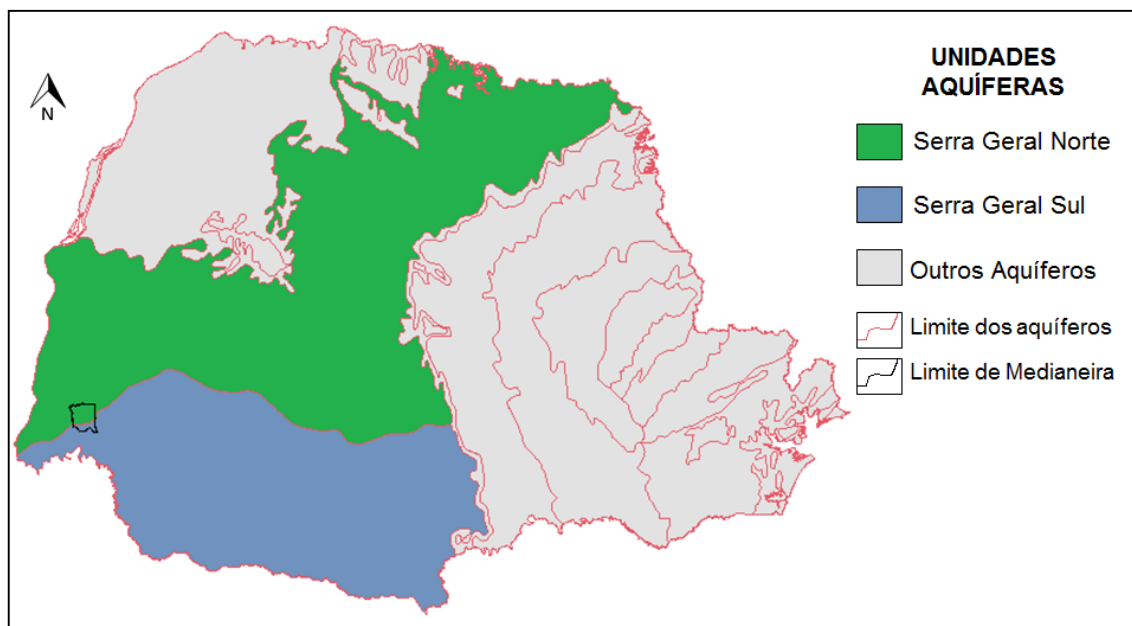 N
UNIDADES
AQUÍFERAS
Serra Geral Norte
Serra Geral Sul
Outros Aquíferos
Limite dos aquíferos
Limite de Medianeira